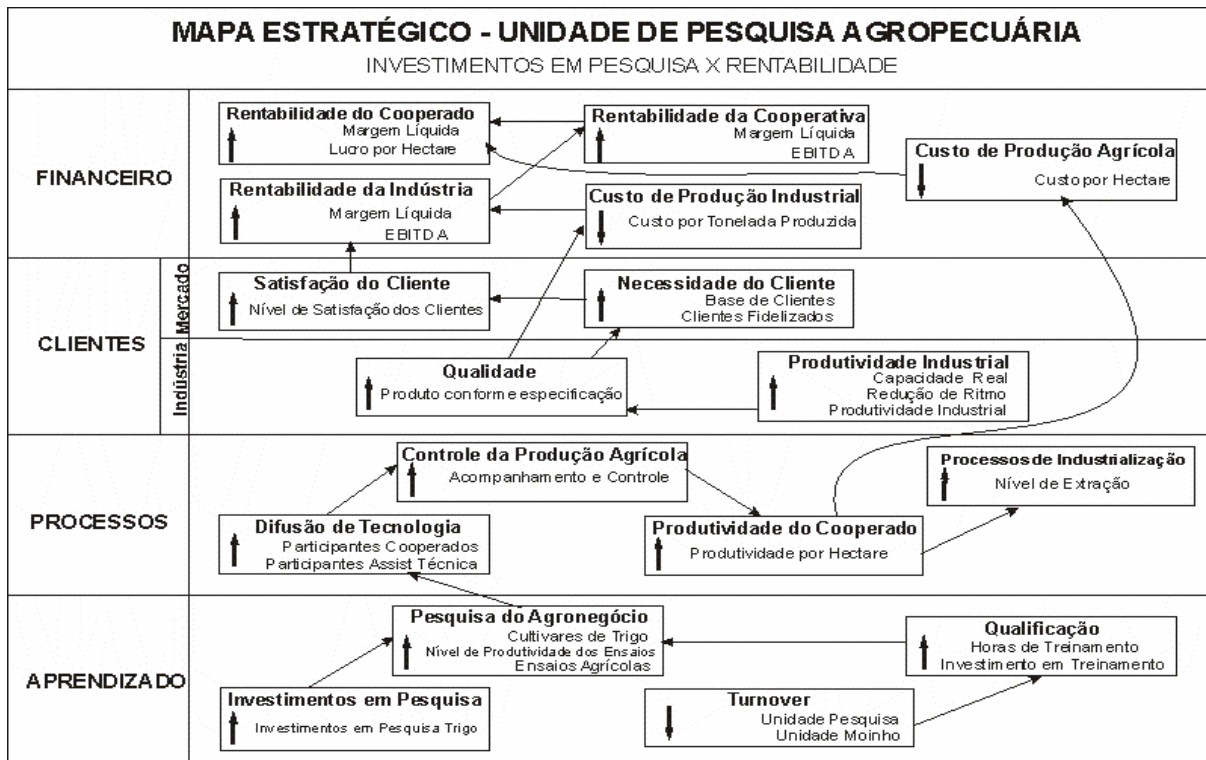 MAPA ESTRATÉGICO - UNIDADE DE PESQUISA AGROPECUÁRIA
INVESTIMENTOS EM PESQUISA X RENTABILIDADE
FINANCEIRO
Rentabilidade do Cooperado
Margem Líquida
Lucro por Hectare
Rentabilidade da Cooperativa
Margem Líquida
EBITDA
Custo de Produção Agrícola
Custo por Hectare
Rentabilidade da Indústria
Margem Líquida
EBITDA
Custo de Produção Industrial
Custo por Tonelada Produzida
CLIENTES
Mercado
Satisfação do Cliente
Nível de Satisfação dos Clientes
Necessidade do Cliente
Base de Clientes
Clientes Fidelizados
Indústria
Qualidade
Produto conforme especificação
Produtividade Industrial
Capacidade Real
Redução de Ritmo
Produtividade Industrial
PROCESSOS
Controle da Produção Agrícola
Acompanhamento e Controle
Processos de Industrialização
Nível de Extração
Difusão de Tecnologia
Participantes Cooperados
Participantes Assist Técnica
Produtividade do Cooperado
Produtividade por Hectare
APRENDIZADO
Pesquisa do Agronegócio
Cultivares de Trigo
Nível de Produtividade dos Ensaios
Ensaios Agrícolas
Qualificação
Horas de Treinamento
Investimento em Treinamento
Investimentos em Pesquisa
Investimentos em Pesquisa Trigo
Turnover
Unidade Pesquisa
Unidade Moinho